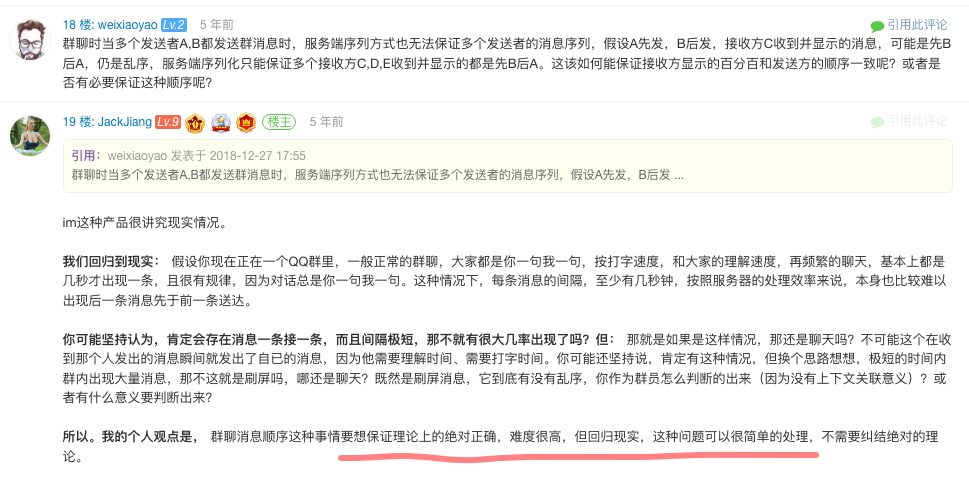 18 楼: weixiaoyao Lv.2 5 年前 引用此评论
群聊时当多个发送者A,B都发送群消息时，服务端序列方式也无法保证多个发送者的消息序列，假设A先发，B后发，接收方C收到并显示的消息，可能是先B
后A，仍是乱序，服务端序列化只能保证多个接收方C,D,E收到并显示的都是先B后A。这该如何能保证接收方显示的百分百和发送方的顺序一致呢？或者是
否有必要保证这种顺序呢？
19 楼: JackJiang Lv.9 楼主 5 年前 引用此评论
引用：weixiaoyao 发表于 2018-12-27 17:55
群聊时当多个发送者A,B都发送群消息时，服务端序列方式也无法保证多个发送者的消息序列，假设A先发，B后发 ...
im这种产品很讲究现实情况。
我们回归到现实： 假设你现在正在一个QQ群里，一般正常的群聊，大家都是你一句我一句，按打字速度，和大家的理解速度，再频繁的聊天，基本上都是
几秒才出现一条，且很有规律，因为对话总是你一句我一句。这种情况下，每条消息的间隔，至少有几秒钟，按照服务器的处理效率来说，本身也比较难以
出现后一条消息先于前一条送达。
你可能坚持认为，肯定会存在消息一条接一条，而且间隔极短，那不就有很大几率出现了吗？但： 那就是如果是这样情况，那还是聊天吗？不可能这个在收
到那个人发出的消息瞬间就发出了自已的消息，因为他需要理解时间、需要打字时间。你可能还坚持说，肯定有这种情况，但换个思路想想，极短的时间内
群内出现大量消息，那不这就是刷屏吗，哪还是聊天？既然是刷屏消息，它到底有没有乱序，你作为群员怎么判断的出来（因为没有上下文关联意义）？或
者有什么意义要判断出来？
所以。我的个人观点是， 群聊消息顺序这种事情要想保证理论上的绝对正确，难度很高，但回归现实，这种问题可以很简单的处理，不需要纠结绝对的理
论。